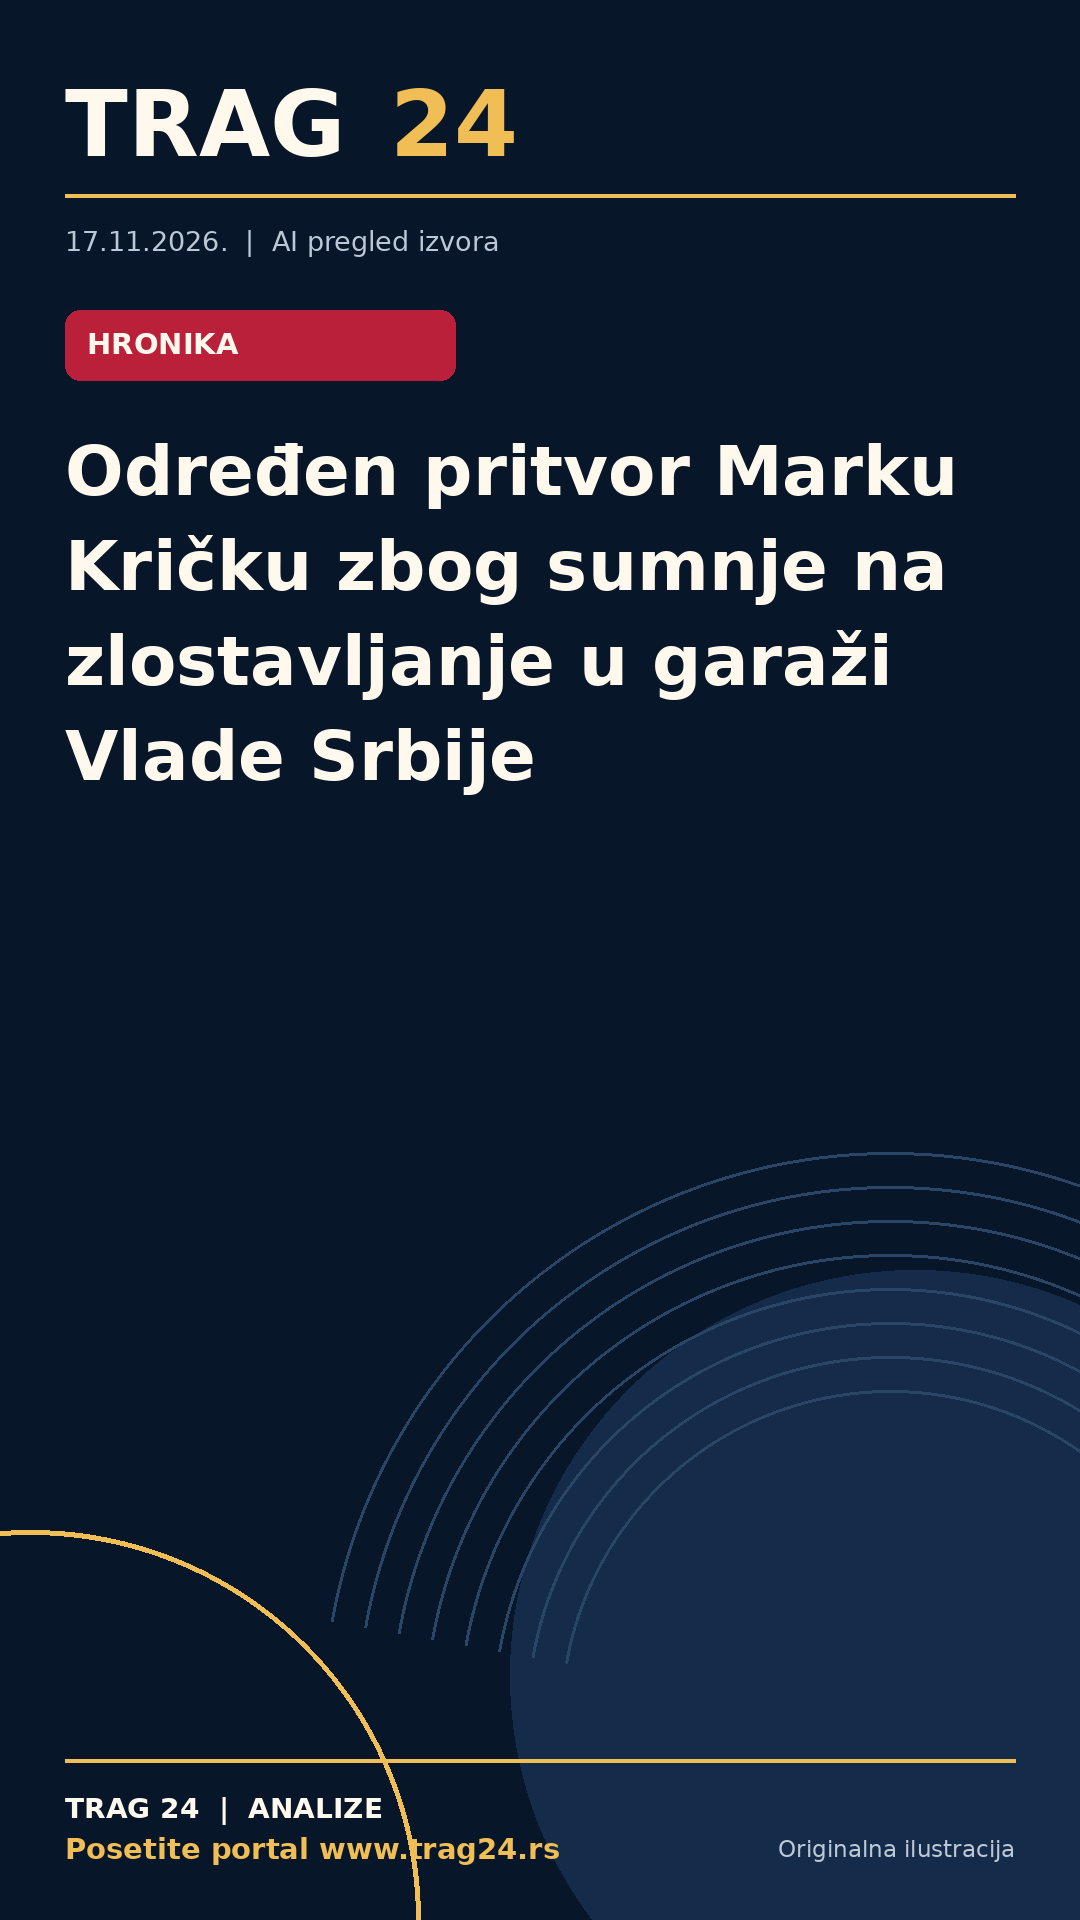 TRAG 24
17.11.2026. | AI pregled izvora
HRONIKA
Određen pritvor Marku
Kričku zbog sumnje na
zlostavljanje u garaži
Vlade Srbije
TRAG 24 | ANALIZE
Posetite portal www.trag24.rs
Originalna ilustracija